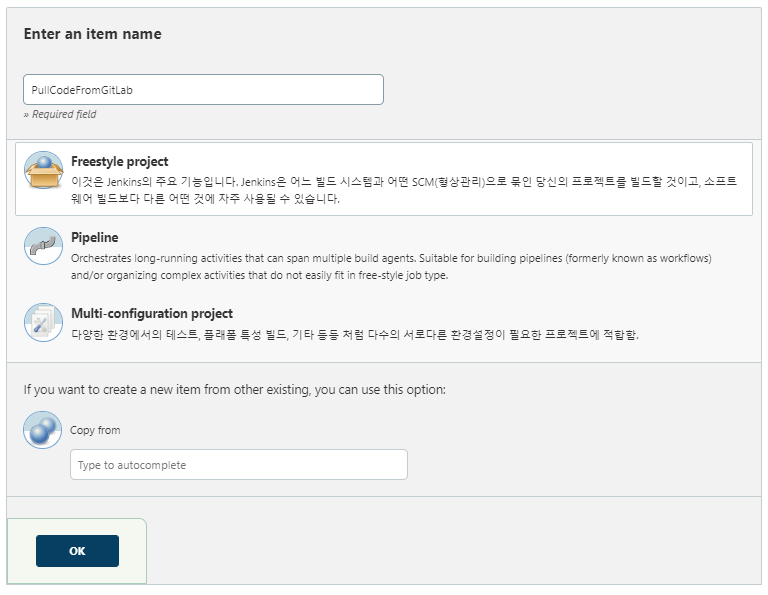 Enter an item name
PullCodeFromGitLab
» Required field
Freestyle project
이것은 Jenkins의 주요 기능입니다. Jenkins은 어느 빌드 시스템과 어떤 SCM(형상관리)으로 묶인 당신의 프로젝트를 빌드할 것이고, 소프트
웨어 빌드보다 다른 어떤 것에 자주 사용될 수 있습니다.
Pipeline
Orchestrates long-running activities that can span multiple build agents. Suitable for building pipelines (formerly known as workflows)
and/or organizing complex activities that do not easily fit in free-style job type.
Multi-configuration project
다양한 환경에서의 테스트, 플래폼 특성 빌드, 기타 등등 처럼 다수의 서로다른 환경설정이 필요한 프로젝트에 적합함.
If you want to create a new item from other existing, you can use this option:
Copy from
Type to autocomplete
OK